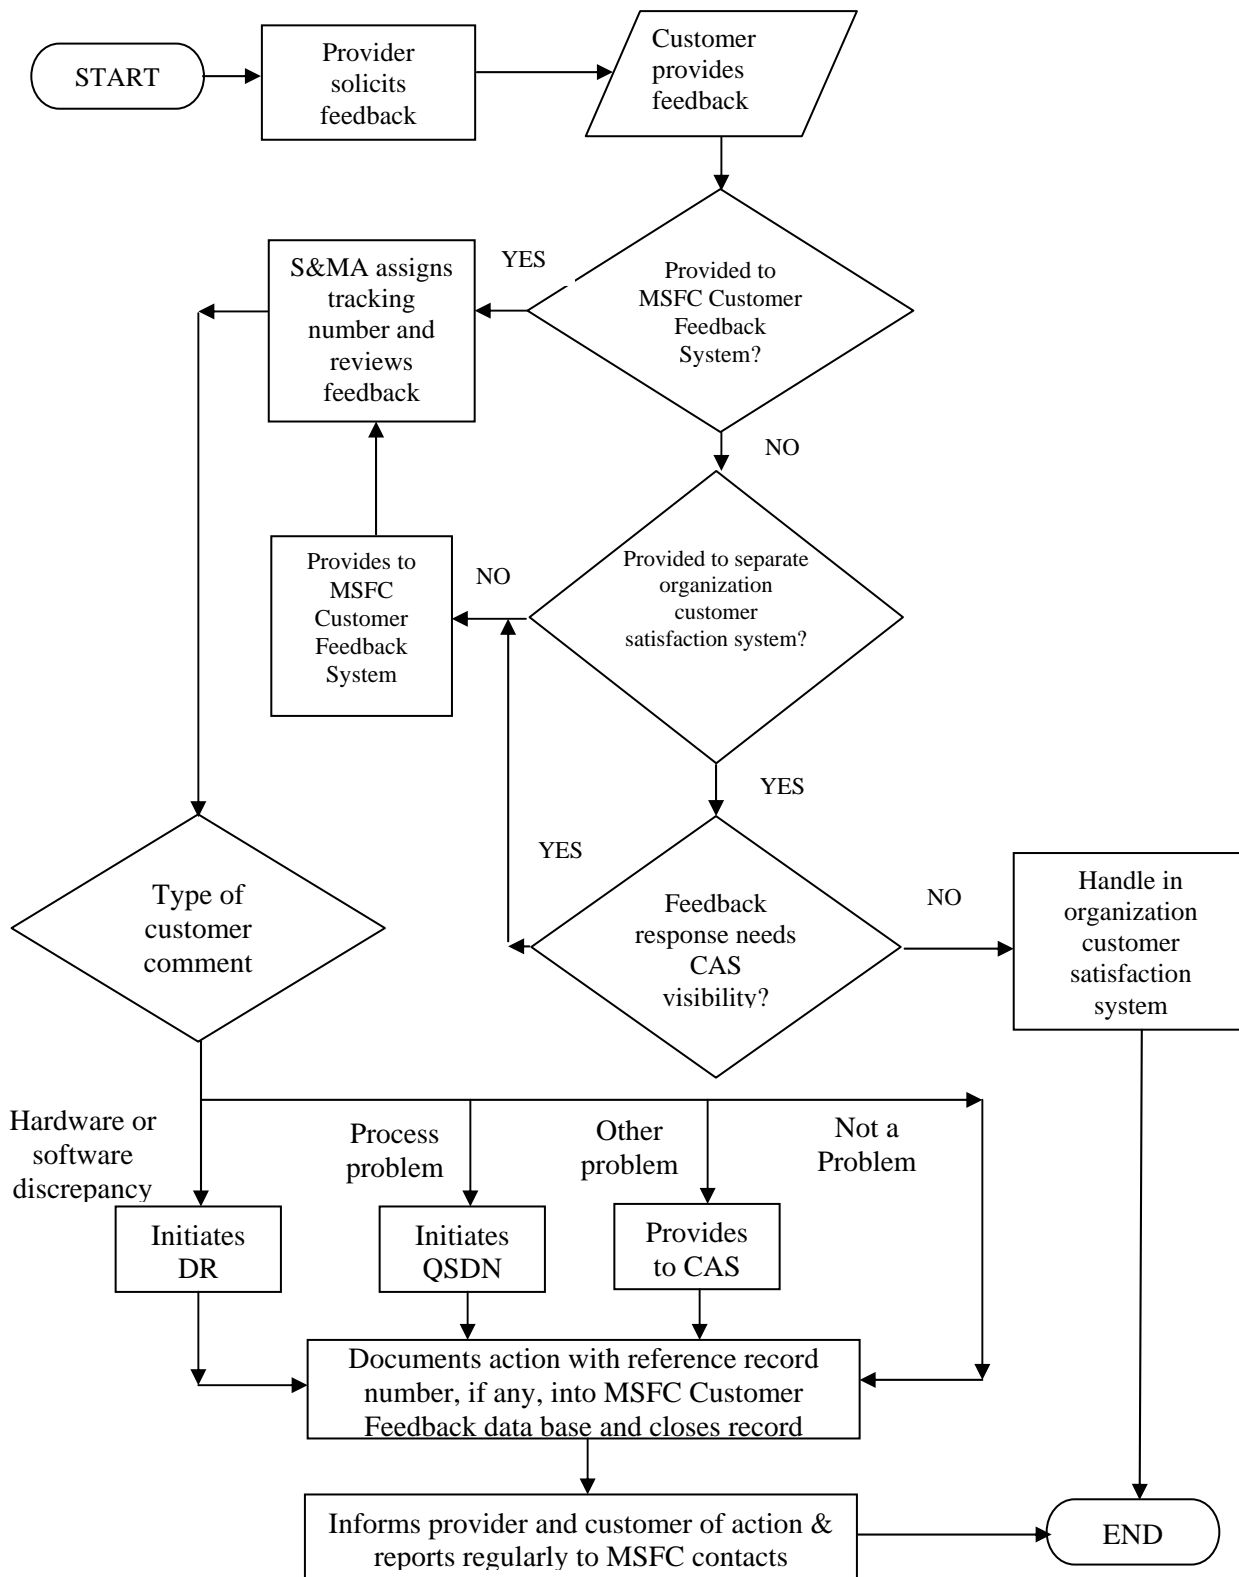 START
Provider
solicits
feedback
Customer
provides
feedback
YES
Provided to
MSFC Customer
Feedback
System?
S&MA assigns
tracking
number and
reviews
feedback
NO
Provided to separate
organization
customer
satisfaction system?
NO
Provides to
MSFC
Customer
Feedback
System
YES
YES
Feedback
response needs
CAS
visibility?
NO
Handle in
organization
customer
satisfaction
system
Type of
customer
comment
Hardware or
software
discrepancy
Process
problem
Other
problem
Not a
Problem
Initiates
DR
Initiates
QSDN
Provides
to CAS
Documents action with reference record
number, if any, into MSFC Customer
Feedback data base and closes record
Informs provider and customer of action &
reports regularly to MSFC contacts
END